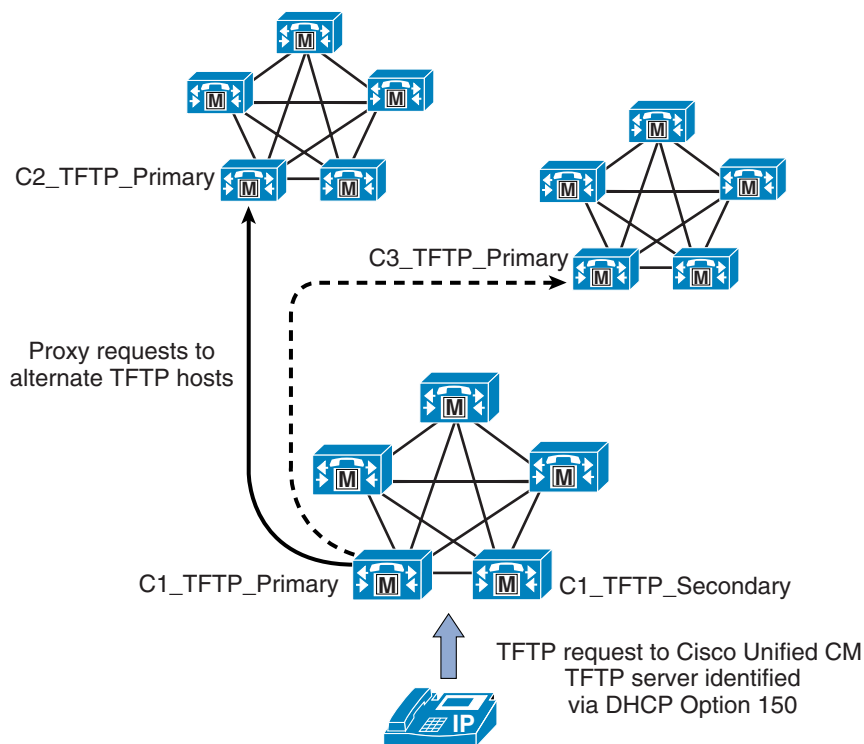 M
M
M
C2_TFTP_Primary
M
M
M
M
M
C3_TFTP_Primary
M
M
Proxy requests to
alternate TFTP hosts
M
M
M
C1_TFTP_Primary
M
M
C1_TFTP_Secondary
TFTP request to Cisco Unified CM
TFTP server identified
via DHCP Option 150
IP